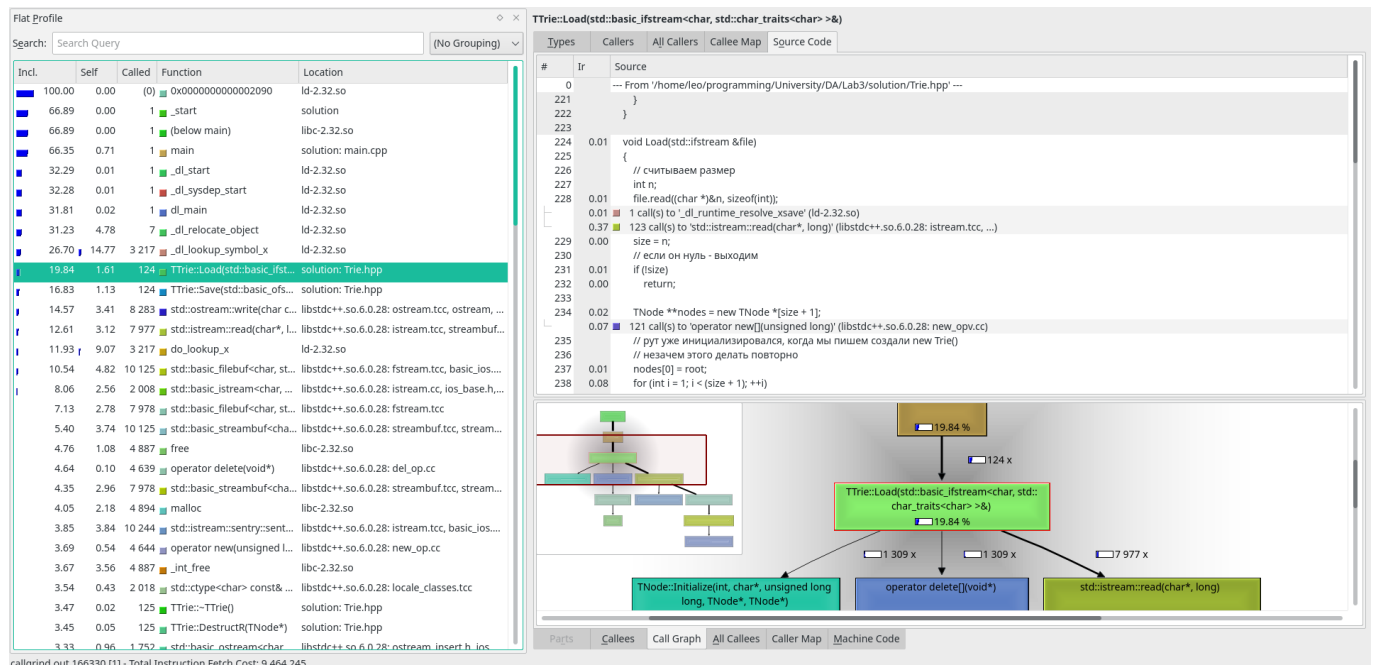 Flat Profile
Search: Search Query (No Grouping)
Incl. Self Called Function Location
100.00 0.00 (0) 0x0000000000002090 ld-2.32.so
66.89 0.00 1 _start solution
66.89 0.00 1 (below main) libc-2.32.so
66.35 0.71 1 main solution: main.cpp
32.29 0.01 1 _dl_start ld-2.32.so
32.28 0.01 1 _dl_sysdep_start ld-2.32.so
31.81 0.02 1 dl_main ld-2.32.so
31.23 4.78 7 _dl_relocate_object ld-2.32.so
26.70 14.77 3 217 _dl_lookup_symbol_x ld-2.32.so
19.84 1.61 124 TTrie::Load(std::basic_ifst... solution: Trie.hpp
16.83 1.13 124 TTrie::Save(std::basic_ofs... solution: Trie.hpp
14.57 3.41 8 283 std::ostream::write(char c... libstdc++.so.6.0.28: ostream.tcc, ostream, ...
12.61 3.12 7 977 std::istream::read(char*, l... libstdc++.so.6.0.28: istream.tcc, streambuf...
11.93 9.07 3 217 do_lookup_x ld-2.32.so
10.54 4.82 10 125 std::basic_filebuf<char, st... libstdc++.so.6.0.28: fstream.tcc, basic_ios....
8.06 2.56 2 008 std::basic_istream<char, ... libstdc++.so.6.0.28: istream.cc, ios_base.h,...
7.13 2.78 7 978 std::basic_filebuf<char, st... libstdc++.so.6.0.28: fstream.tcc
5.40 3.74 10 125 std::basic_streambuf<cha... libstdc++.so.6.0.28: streambuf.tcc, stream...
4.76 1.08 4 887 free libc-2.32.so
4.64 0.10 4 639 operator delete(void*) libstdc++.so.6.0.28: del_op.cc
4.35 2.96 7 978 std::basic_streambuf<cha... libstdc++.so.6.0.28: streambuf.tcc, stream...
4.05 2.18 4 894 malloc libc-2.32.so
3.85 3.84 10 244 std::istream::sentry::sent... libstdc++.so.6.0.28: istream.tcc, basic_ios....
3.69 0.54 4 644 operator new(unsigned l... libstdc++.so.6.0.28: new_op.cc
3.67 3.56 4 887 _int_free libc-2.32.so
3.54 0.43 2 018 std::ctype<char> const& ... libstdc++.so.6.0.28: locale_classes.tcc
3.47 0.02 125 TTrie::~TTrie() solution: Trie.hpp
3.45 0.05 125 TTrie::DestructR(TNode*) solution: Trie.hpp
3.33 0.96 1 752 std::basic_ostream<char, libstdc++.so.6.0.28: ostream_insert.h, ios
callgrind.out.166330 [1] - Total Instruction Fetch Cost: 9 464 245
TTrie::Load(std::basic_ifstream<char, std::char_traits<char> >&)
Types Callers All Callers Callee Map Source Code
# Ir Source
0 --- From '/home/leo/programming/University/DA/Lab3/solution/Trie.hpp' ---
221 }
222 }
223
224 0.01 void Load(std::ifstream &file)
225 {
226 // считываем размер
227 int n;
228 0.01 file.read((char *)&n, sizeof(int));
0.01 1 call(s) to '_dl_runtime_resolve_xsave' (ld-2.32.so)
0.37 123 call(s) to 'std::istream::read(char*, long)' (libstdc++.so.6.0.28: istream.tcc, ...)
229 0.00 size = n;
230 // если он нуль - выходим
231 0.01 if (!size)
232 0.00 return;
233
234 0.02 TNode **nodes = new TNode *[size + 1];
0.07 121 call(s) to 'operator new[](unsigned long)' (libstdc++.so.6.0.28: new_opv.cc)
235 // рут уже инициализировался, когда мы пишем создали new Trie()
236 // незачем этого делать повторно
237 0.01 nodes[0] = root;
238 0.08 for (int i = 1; i < (size + 1); ++i)
19.84 %
124 x
TTrie::Load(std::basic_ifstream<char, std::
char_traits<char> >&)
19.84 %
1 309 x 1 309 x 7 977 x
TNode::Initialize(int, char*, unsigned long
long, TNode*, TNode*)
operator delete[](void*)
std::istream::read(char*, long)
Parts Callees Call Graph All Callees Caller Map Machine Code